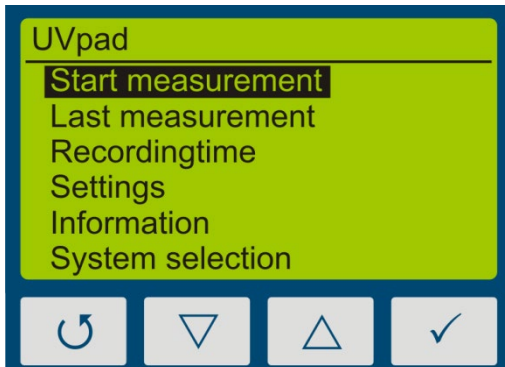 UVpad
Start measurement
Last measurement
Recordingtime
Settings
Information
System selection